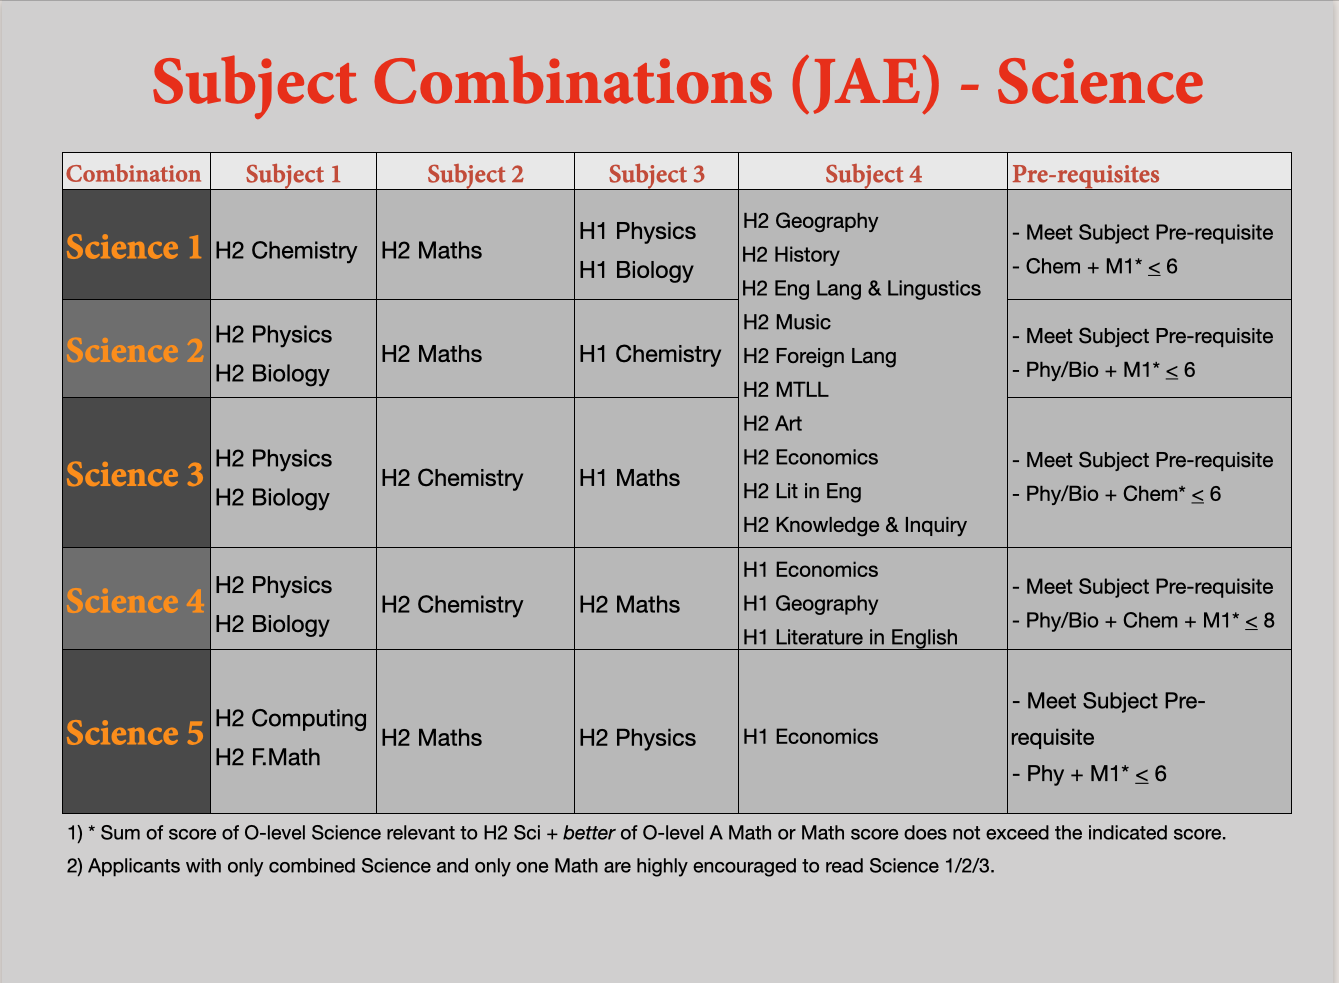 Subject Combinations (JAE) - Science
Combination Subject 1 Subject 2 Subject 3 Subject 4 Pre-requisites
Science 1
H2 Chemistry
H2 Maths
H1 Physics
H1 Biology
H2 Geography
H2 History
H2 Eng Lang & Lingustics
H2 Music
H2 Foreign Lang
H2 MTLL
H2 Art
H2 Economics
H2 Lit in Eng
H2 Knowledge & Inquiry
- Meet Subject Pre-requisite
- Chem + M1* ≤ 6
Science 2
H2 Physics
H2 Biology
H2 Maths
H1 Chemistry
- Meet Subject Pre-requisite
- Phy/Bio + M1* ≤ 6
Science 3
H2 Physics
H2 Biology
H2 Chemistry
H1 Maths
- Meet Subject Pre-requisite
- Phy/Bio + Chem* ≤ 6
Science 4
H2 Physics
H2 Biology
H2 Chemistry
H2 Maths
H1 Economics
H1 Geography
H1 Literature in English
- Meet Subject Pre-requisite
- Phy/Bio + Chem + M1* ≤ 8
Science 5
H2 Computing
H2 F.Math
H2 Maths
H2 Physics
H1 Economics
- Meet Subject Pre-
requisite
- Phy + M1* ≤ 6
1) * Sum of score of O-level Science relevant to H2 Sci + better of O-level A Math or Math score does not exceed the indicated score.
2) Applicants with only combined Science and only one Math are highly encouraged to read Science 1/2/3.